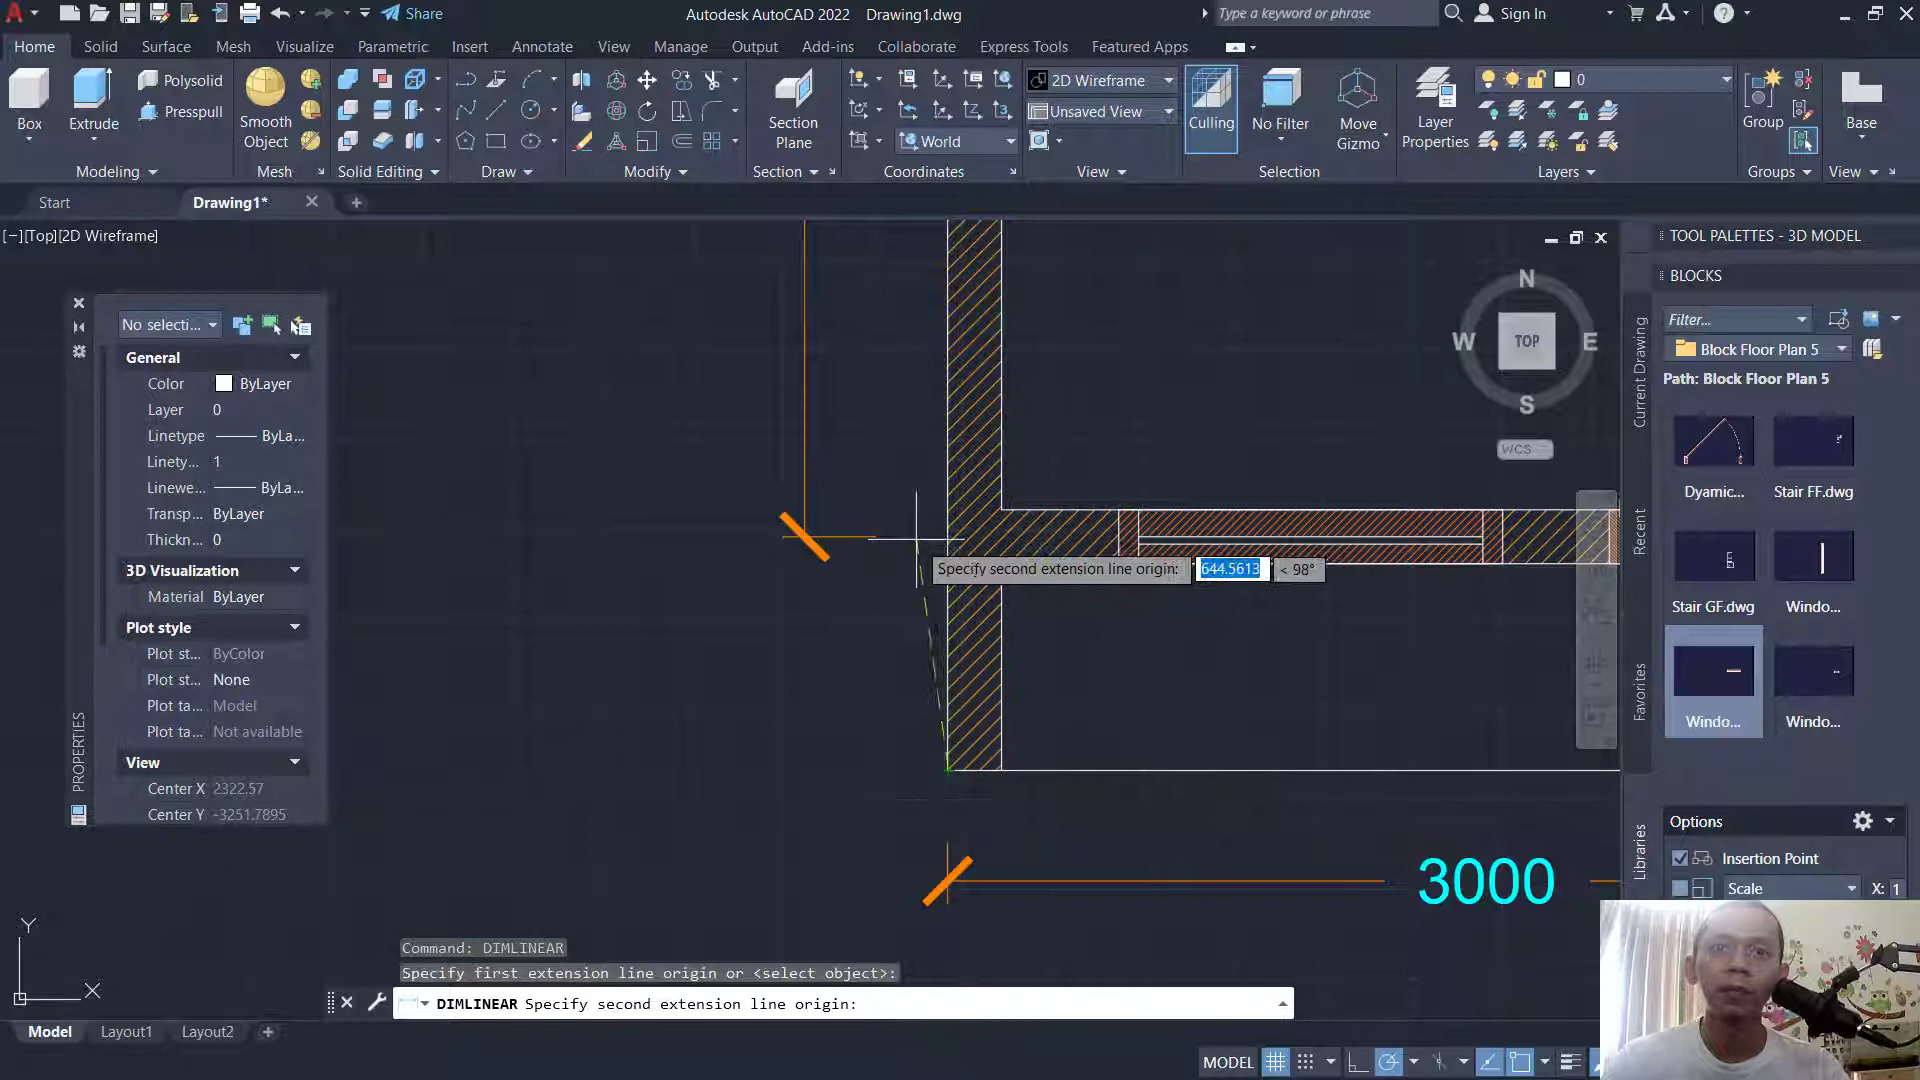 Share
Autodesk AutoCAD 2022 Drawing1.dwg
Type a keyword or phrase
Sign In
Home Solid Surface Mesh Visualize Parametric Insert Annotate View Manage Output Add-ins Collaborate Express Tools Featured Apps
Box
Extrude
Polysolid
Presspull
Smooth Object
Section Plane
World
2D Wireframe
Unsaved View
Culling
No Filter
Move Gizmo
Layer Properties
0
Group
Base
Modeling Mesh Solid Editing Draw Modify Section Coordinates View Selection Layers Groups View
Start Drawing1*
[−][Top][2D Wireframe]
No selecti...
General
Color ByLayer
Layer 0
Linetype ByLa...
Linety... 1
Linewe... ByLa...
Transp... ByLayer
Thickn... 0
3D Visualization
Material ByLayer
Plot style
Plot st... ByColor
Plot st... None
Plot ta... Model
Plot ta... Not available
View
Center X 2322.57
Center Y -3251.7895
PROPERTIES
N
W TOP E
S
WCS
Specify second extension line origin: 644.5613 < 98°
3000
TOOL PALETTES - 3D MODEL
BLOCKS
Filter...
Block Floor Plan 5
Path: Block Floor Plan 5
Current Drawing
Recent
Favorites
Libraries
Dyamic... Stair FF.dwg
Stair GF.dwg Windo...
Windo... Windo...
Options
Insertion Point
Scale X: 1
Y
X
Command: DIMLINEAR
Specify first extension line origin or <select object>:
DIMLINEAR Specify second extension line origin:
Model Layout1 Layout2
MODEL